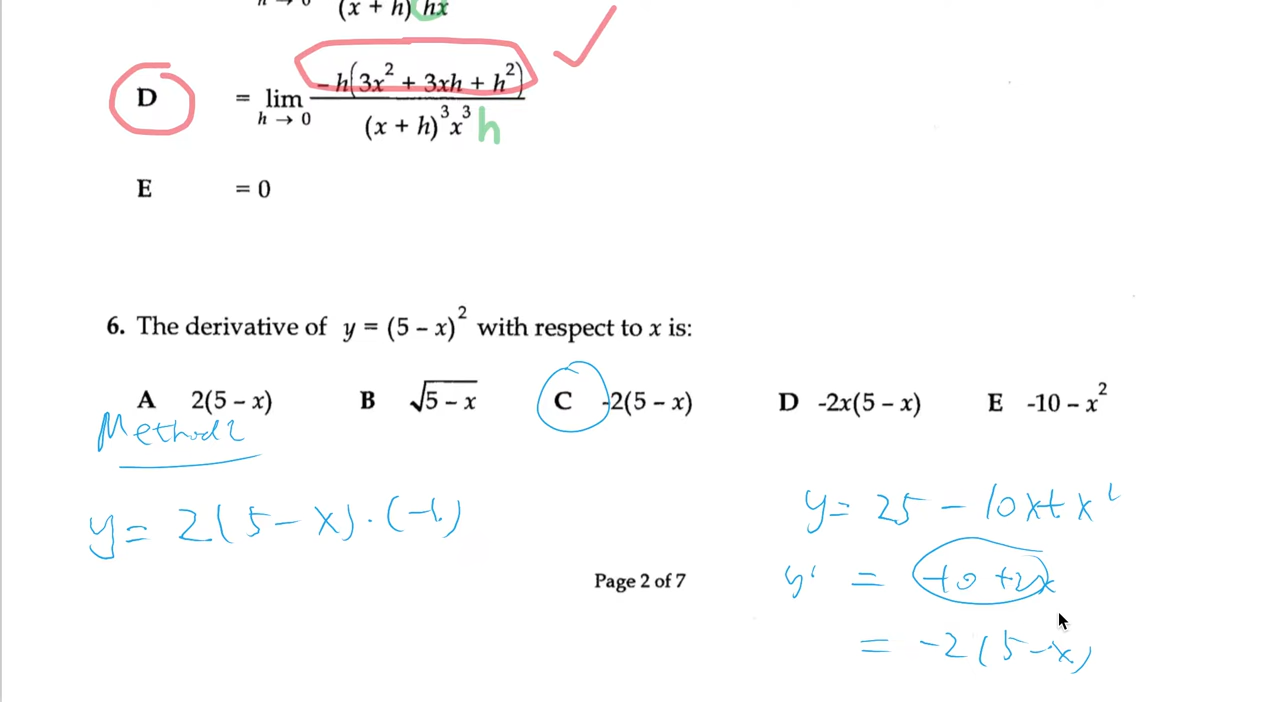 (x + h) hx
D = lim h → 0 -h(3x² + 3xh + h²) / (x + h)³x³ h
E = 0
6. The derivative of y = (5 – x)² with respect to x is:
A 2(5 – x) B √5 – x C -2(5 – x) D -2x(5 – x) E -10 – x²
Method 2
y = 25 - 10x + x²
y = 2(5 - x) · (-1)
Page 2 of 7
y' = -10 + 2x
= -2(5 - x)